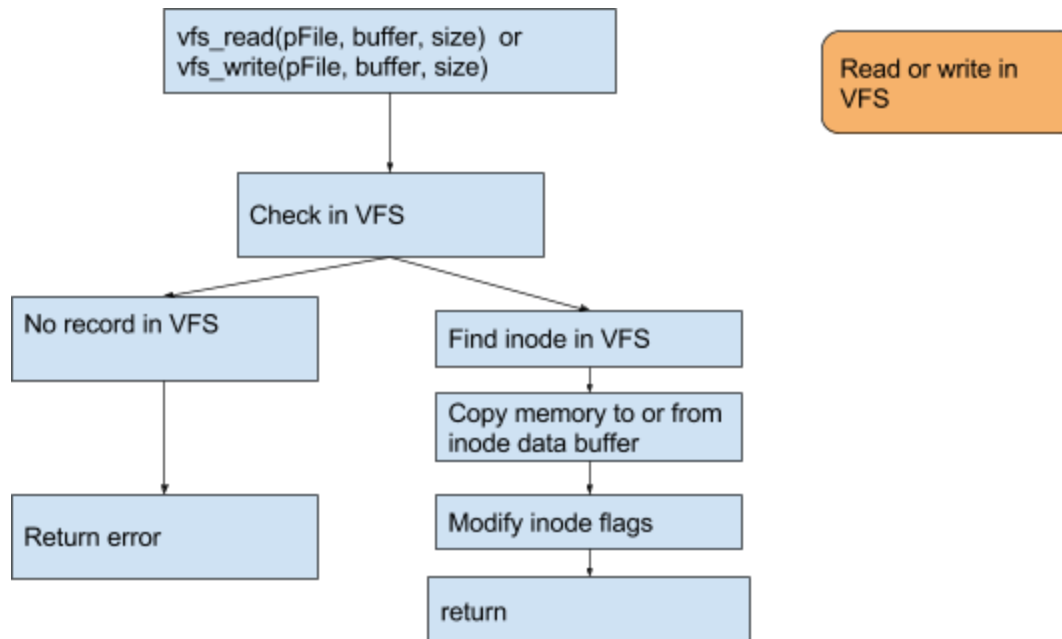 vfs_read(pFile, buffer, size)  or
vfs_write(pFile, buffer, size)
Read or write in
VFS
Check in VFS
No record in VFS
Find inode in VFS
Copy memory to or from
inode data buffer
Modify inode flags
Return error
return